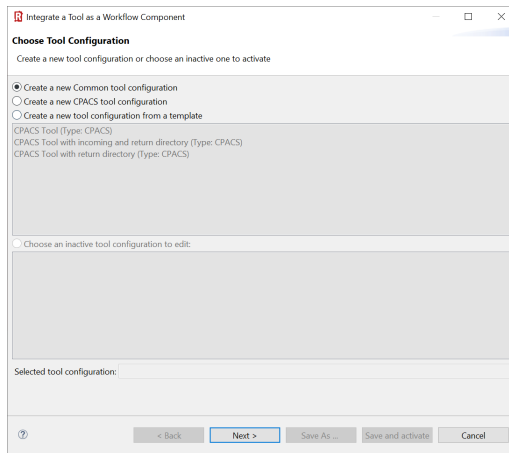 Integrate a Tool as a Workflow Component
Choose Tool Configuration
Create a new tool configuration or choose an inactive one to activate
Create a new Common tool configuration
Create a new CPACS tool configuration
Create a new tool configuration from a template
CPACS Tool (Type: CPACS)
CPACS Tool with incoming and return directory (Type: CPACS)
CPACS Tool with return directory (Type: CPACS)
Choose an inactive tool configuration to edit:
Selected tool configuration:
< Back Next > Save As ... Save and activate Cancel